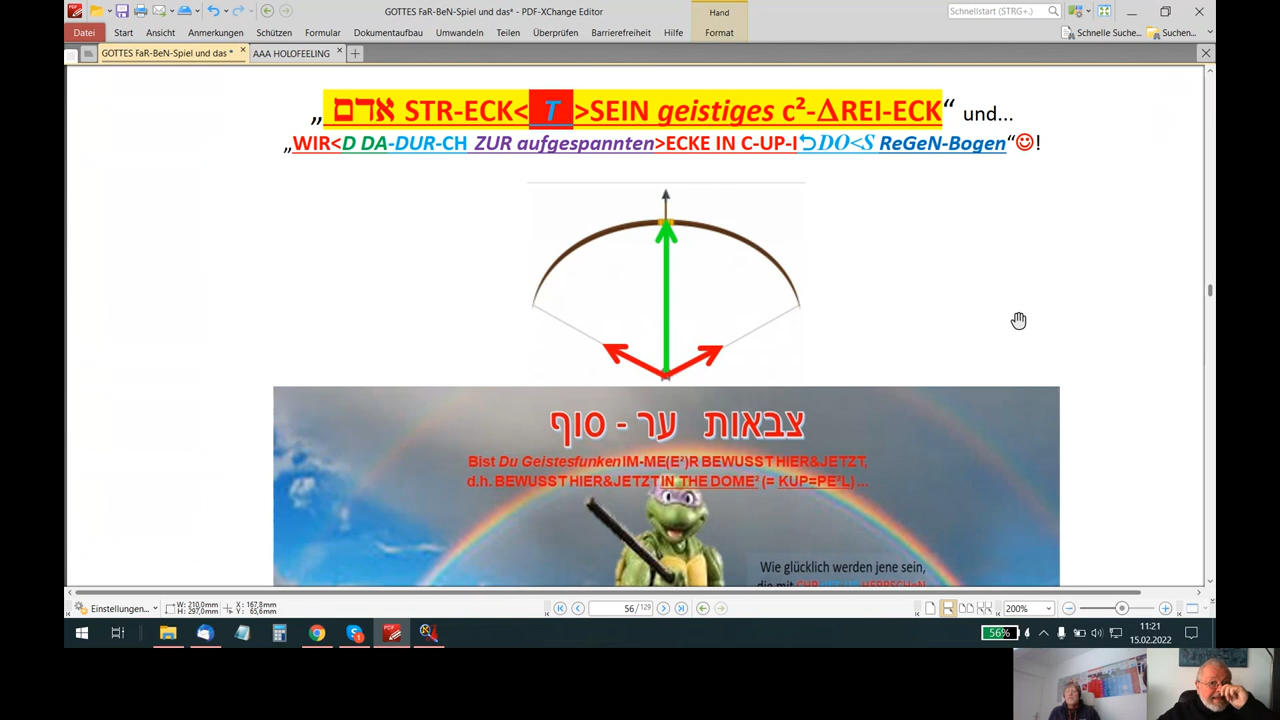 GOTTES FaR-BeN-Spiel und das* - PDF-XChange Editor
Hand
Schnellstart (STRG+.)
Datei Start Ansicht Anmerkungen Schützen Formular Dokumentaufbau Umwandeln Teilen Überprüfen Barrierefreiheit Hilfe Format Schnelle Suche... Suchen...
GOTTES FaR-BeN-Spiel und das * AAA HOLOFEELING
„אדם STR-ECK< T >SEIN geistiges c²-ΔREI-ECK“ und...
„WIR<D DA-DUR-CH ZUR aufgespannten>ECKE IN C-UP-I⮌DO<S ReGeN-Bogen“☺!
צבאות ער - סוף
Bist Du Geistesfunken IM-ME(E²)R BEWUSST HIER&JETZT,
d.h. BEWUSST HIER&JETZT IN THE DOME² (= KUP=PE²L) ...
Wie glücklich werden jene sein,
die mit
Einstellungen... W: 210,0mm H: 297,0mm X: 167,8mm Y: 65,6mm 56 / 129 200%
56% 11:21
15.02.2022